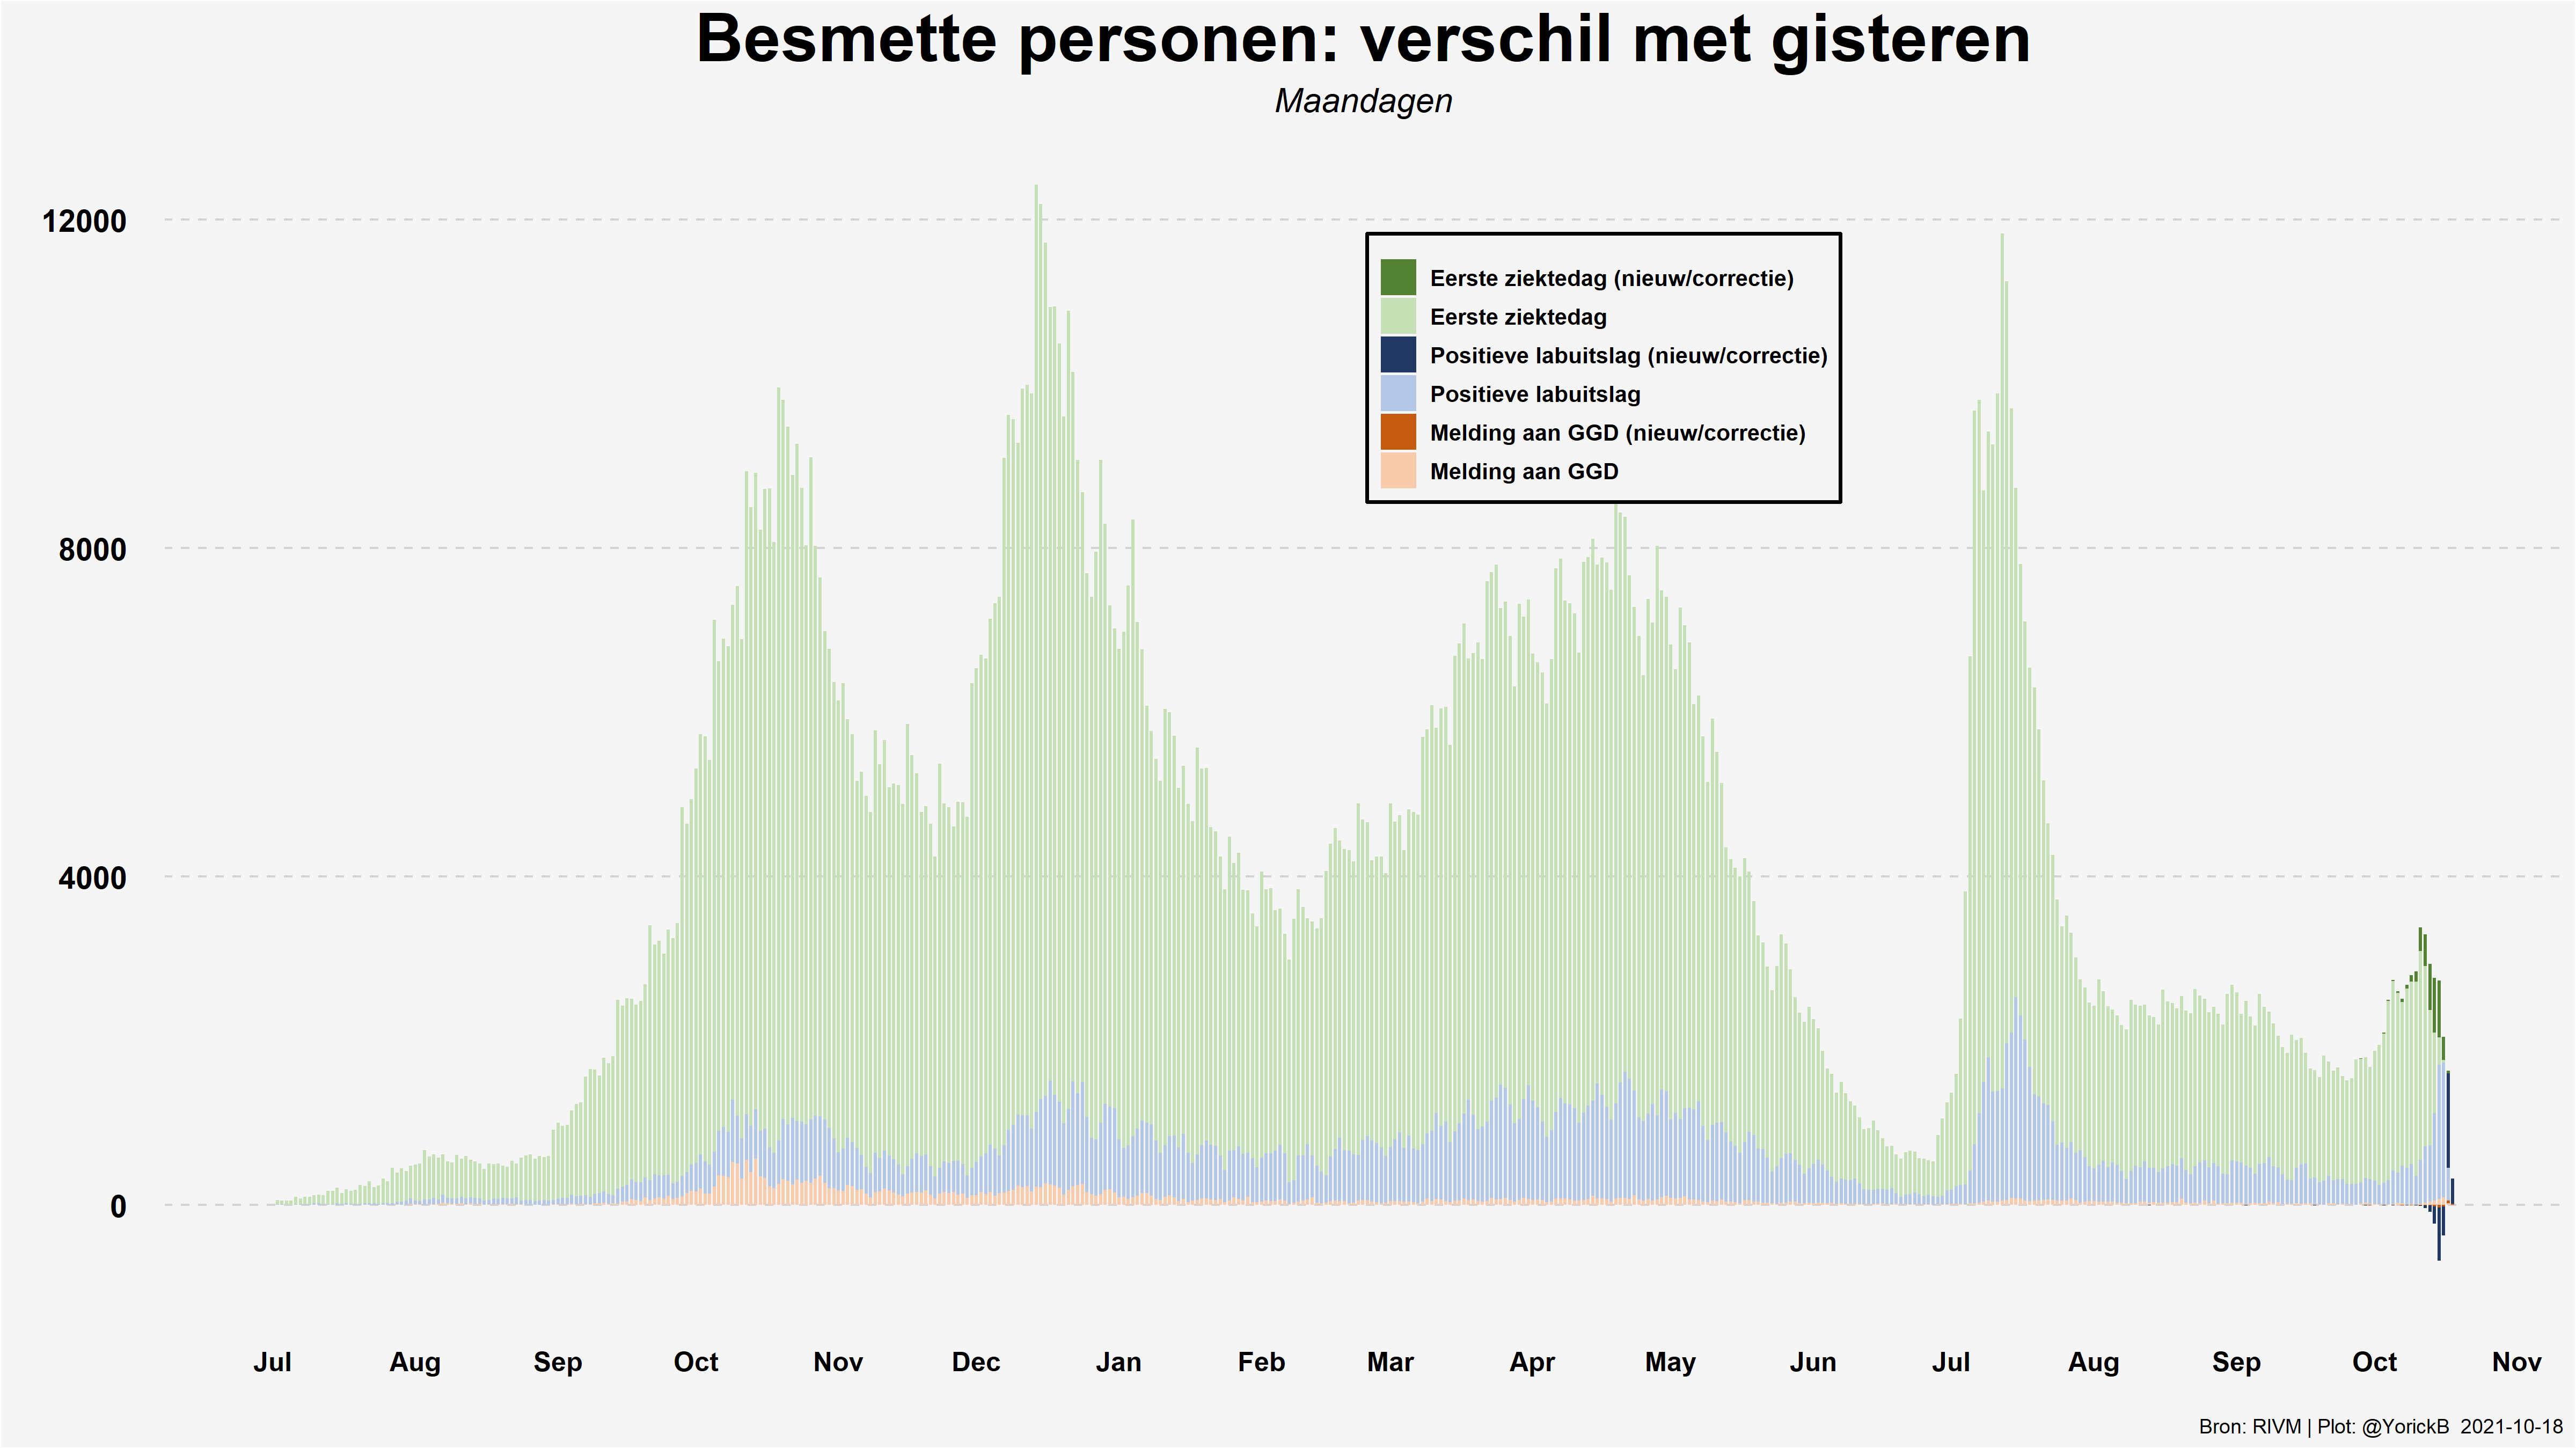 Besmette personen: verschil met gisteren
Maandagen
12000
8000
4000
0
Eerste ziektedag (nieuw/correctie)
Eerste ziektedag
Positieve labuitslag (nieuw/correctie)
Positieve labuitslag
Melding aan GGD (nieuw/correctie)
Melding aan GGD
Jul Aug Sep Oct Nov Dec Jan Feb Mar Apr May Jun Jul Aug Sep Oct Nov
Bron: RIVM | Plot: @YorickB 2021-10-18